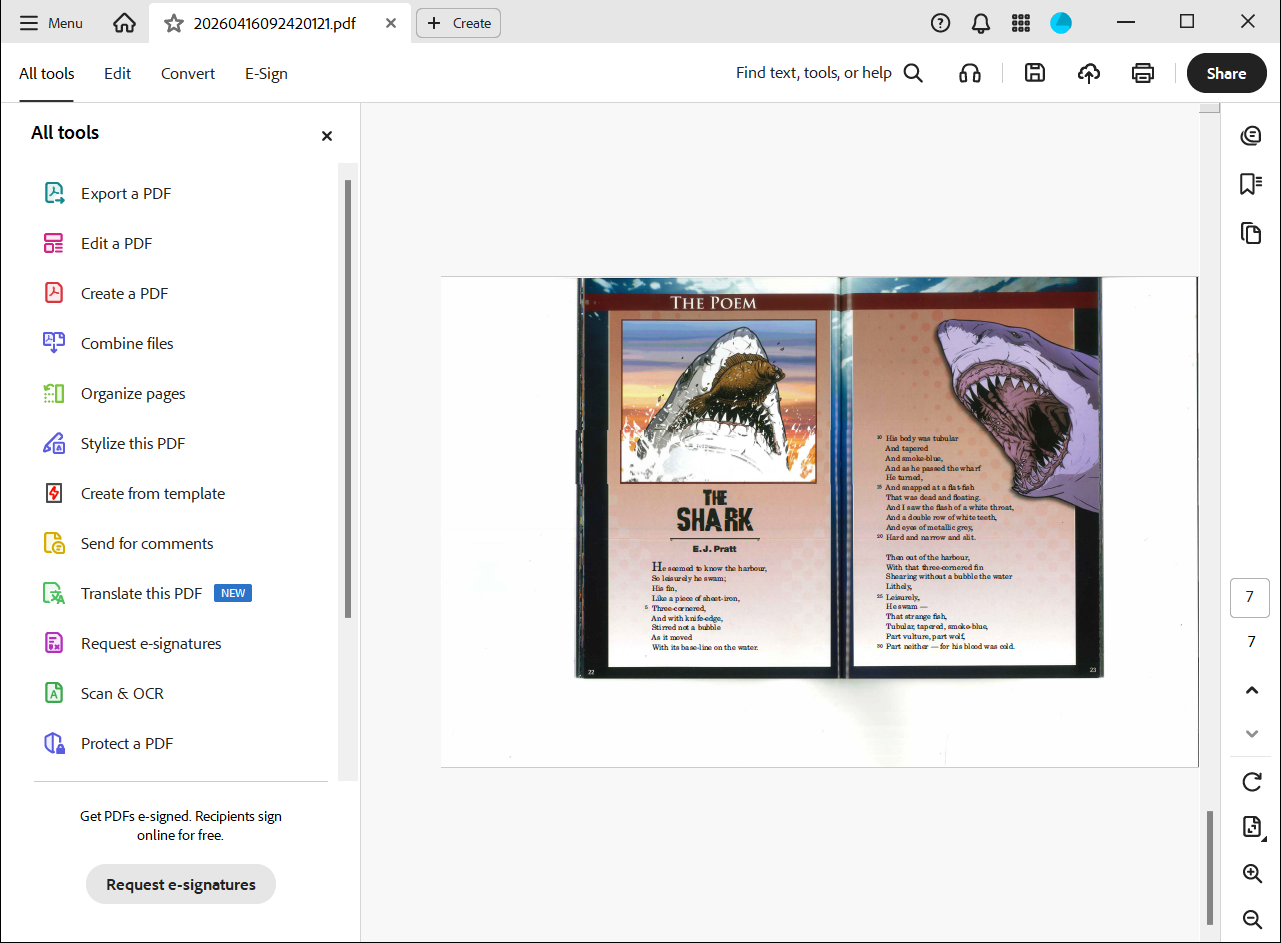 Menu
20260416092420121.pdf
Create
All tools
Edit
Convert
E-Sign
Find text, tools, or help
Share
All tools
Export a PDF
Edit a PDF
Create a PDF
Combine files
Organize pages
Stylize this PDF
Create from template
Send for comments
Translate this PDF NEW
Request e-signatures
Scan & OCR
Protect a PDF
Get PDFs e-signed. Recipients sign
online for free.
Request e-signatures
THE POEM
THE
SHARK
E.J. Pratt
He seemed to know the harbour,
So leisurely he swam;
His fin,
Like a piece of sheet-iron,
5 Three-cornered,
And with knife-edge,
Stirred not a bubble
As it moved
With its base-line on the water.
22
10 His body was tubular
And tapered
And smoke-blue,
And as he passed the wharf
He turned,
15 And snapped at a flat-fish
That was dead and floating.
And I saw the flash of a white throat,
And a double row of white teeth,
And eyes of metallic grey,
20 Hard and narrow and slit.
Then out of the harbour,
With that three-cornered fin
Shearing without a bubble the water
Lithely,
25 Leisurely,
He swam —
That strange fish,
Tubular, tapered, smoke-blue,
Part vulture, part wolf,
30 Part neither — for his blood was cold.
23
7
7